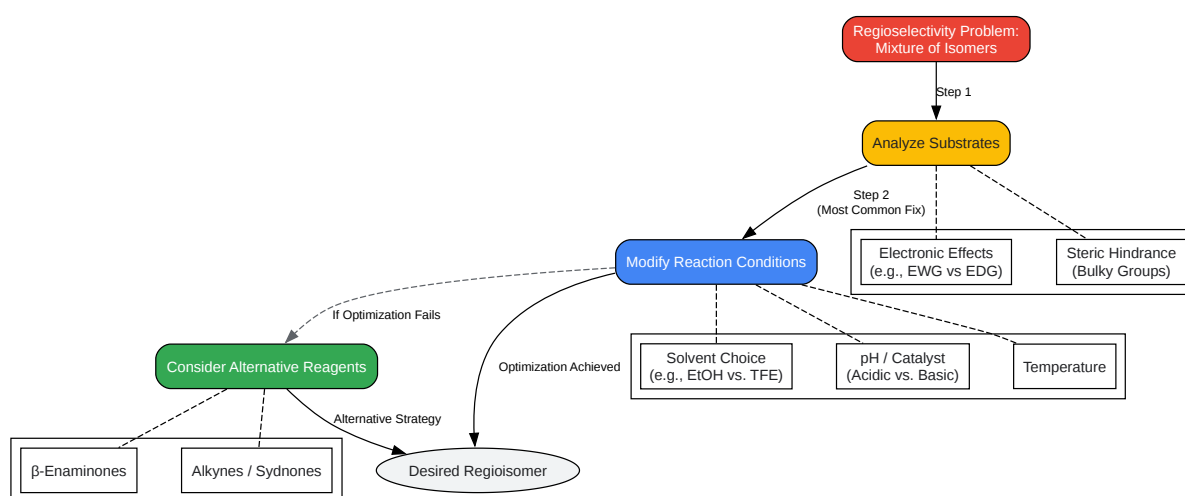 Regioselectivity Problem:
Mixture of Isomers
Step 1
Analyze Substrates
Step 2
(Most Common Fix)
Electronic Effects
(e.g., EWG vs EDG)
Steric Hindrance
(Bulky Groups)
Modify Reaction Conditions
If Optimization Fails
Optimization Achieved
Solvent Choice
(e.g., EtOH vs. TFE)
pH / Catalyst
(Acidic vs. Basic)
Temperature
Consider Alternative Reagents
Alternative Strategy
β-Enaminones
Alkynes / Sydnones
Desired Regioisomer